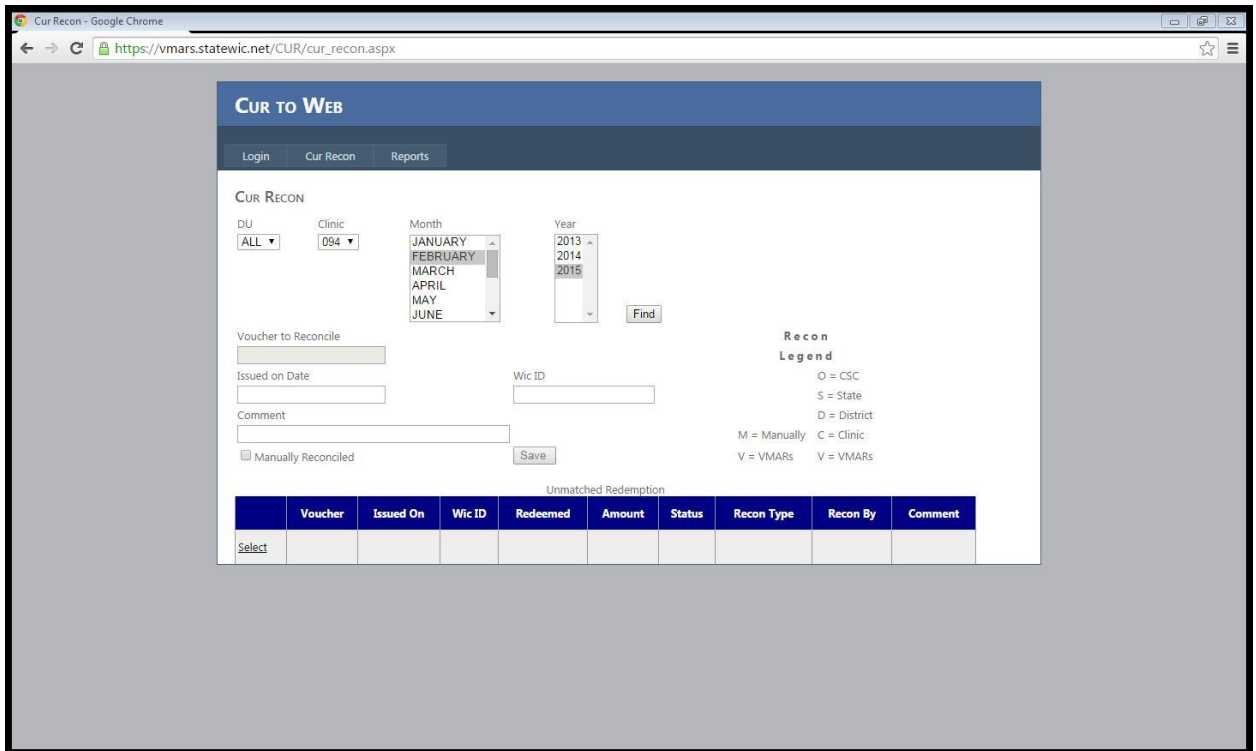 Cur Recon - Google Chrome
https://vmars.statewic.net/CUR/cur_recon.aspx
Cur to Web
Login Cur Recon Reports
Cur Recon
DU Clinic Month Year
ALL 094 JANUARY 2013
FEBRUARY 2014
MARCH 2015
APRIL
MAY
JUNE Find
Voucher to Reconcile Recon
Legend
Issued on Date Wic ID O = CSC
S = State
Comment D = District
M = Manually C = Clinic
Manually Reconciled Save V = VMARs V = VMARs
Unmatched Redemption
Voucher Issued On Wic ID Redeemed Amount Status Recon Type Recon By Comment
Select